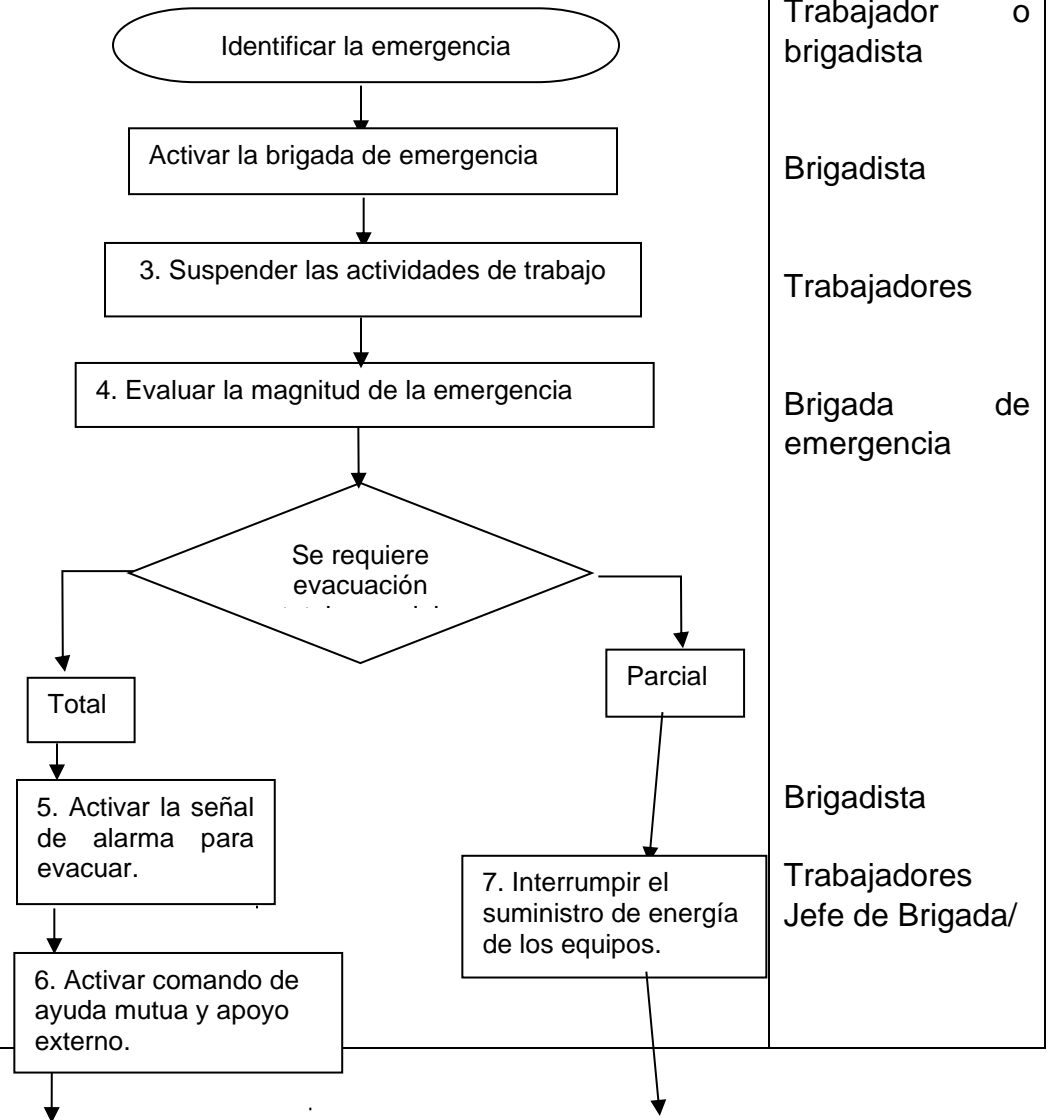 Trabajador o
brigadista
Identificar la emergencia
Activar la brigada de emergencia
Brigadista
3. Suspender las actividades de trabajo
Trabajadores
4. Evaluar la magnitud de la emergencia
Brigada de
emergencia
Se requiere
evacuación
Total
Parcial
5. Activar la señal
de alarma para
evacuar.
Brigadista
7. Interrumpir el
suministro de energía
de los equipos.
Trabajadores
Jefe de Brigada/
6. Activar comando de
ayuda mutua y apoyo
externo.